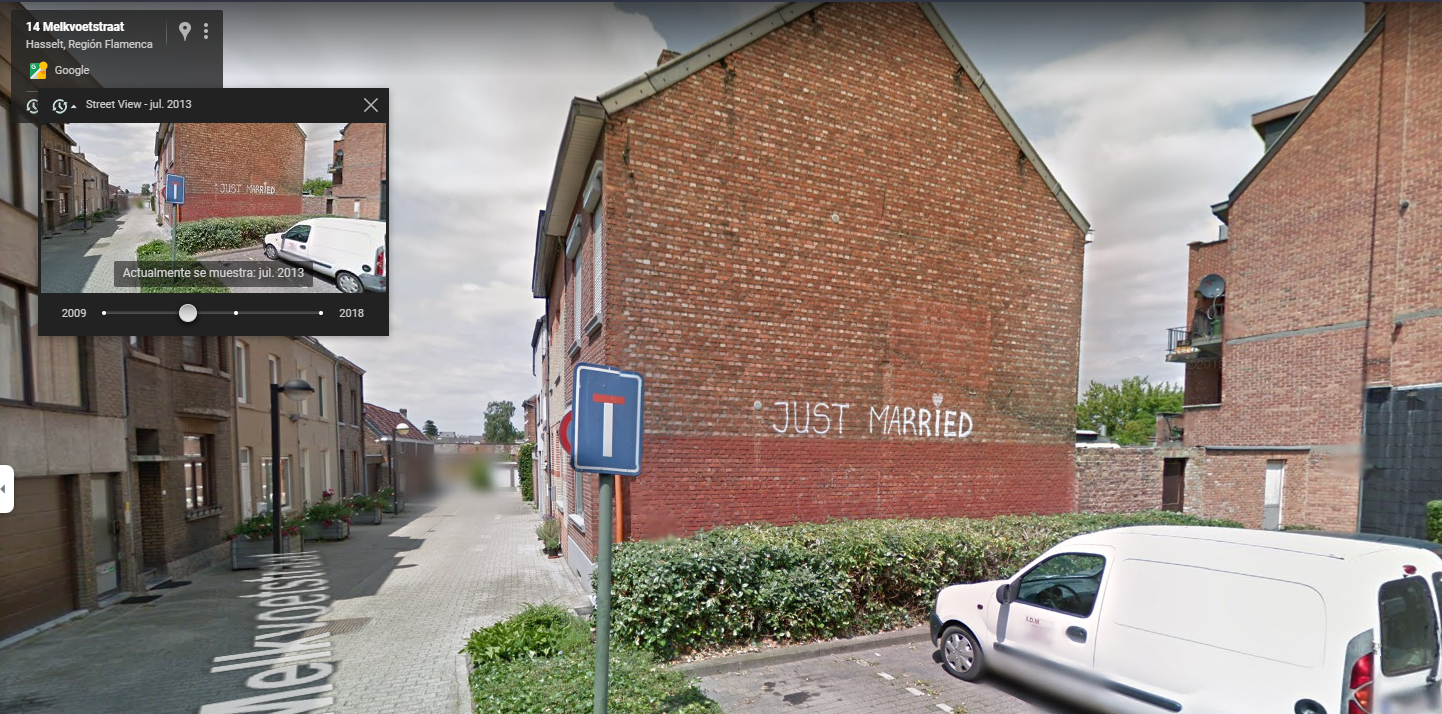 14 Melkvoetstraat
Hasselt, Región Flamenca
Google
Street View - jul. 2013
JUST MARRIED
Actualmente se muestra: jul. 2013
2009
2018
JUST MARRIED
Melkvoetstraat